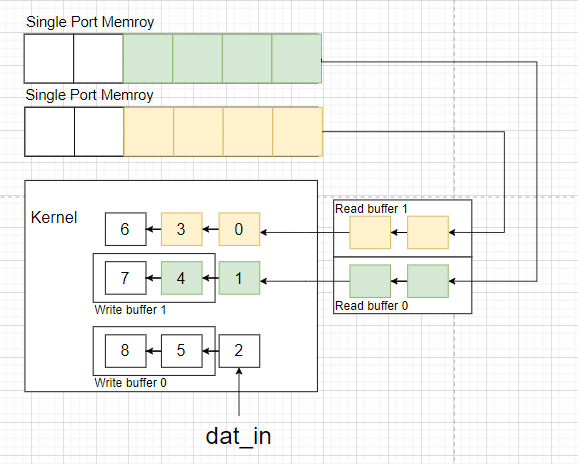 Single Port Memroy
Single Port Memroy
Kernel
6 3 0
Read buffer 1
7 4 1
Write buffer 1
Read buffer 0
8 5 2
Write buffer 0
dat_in